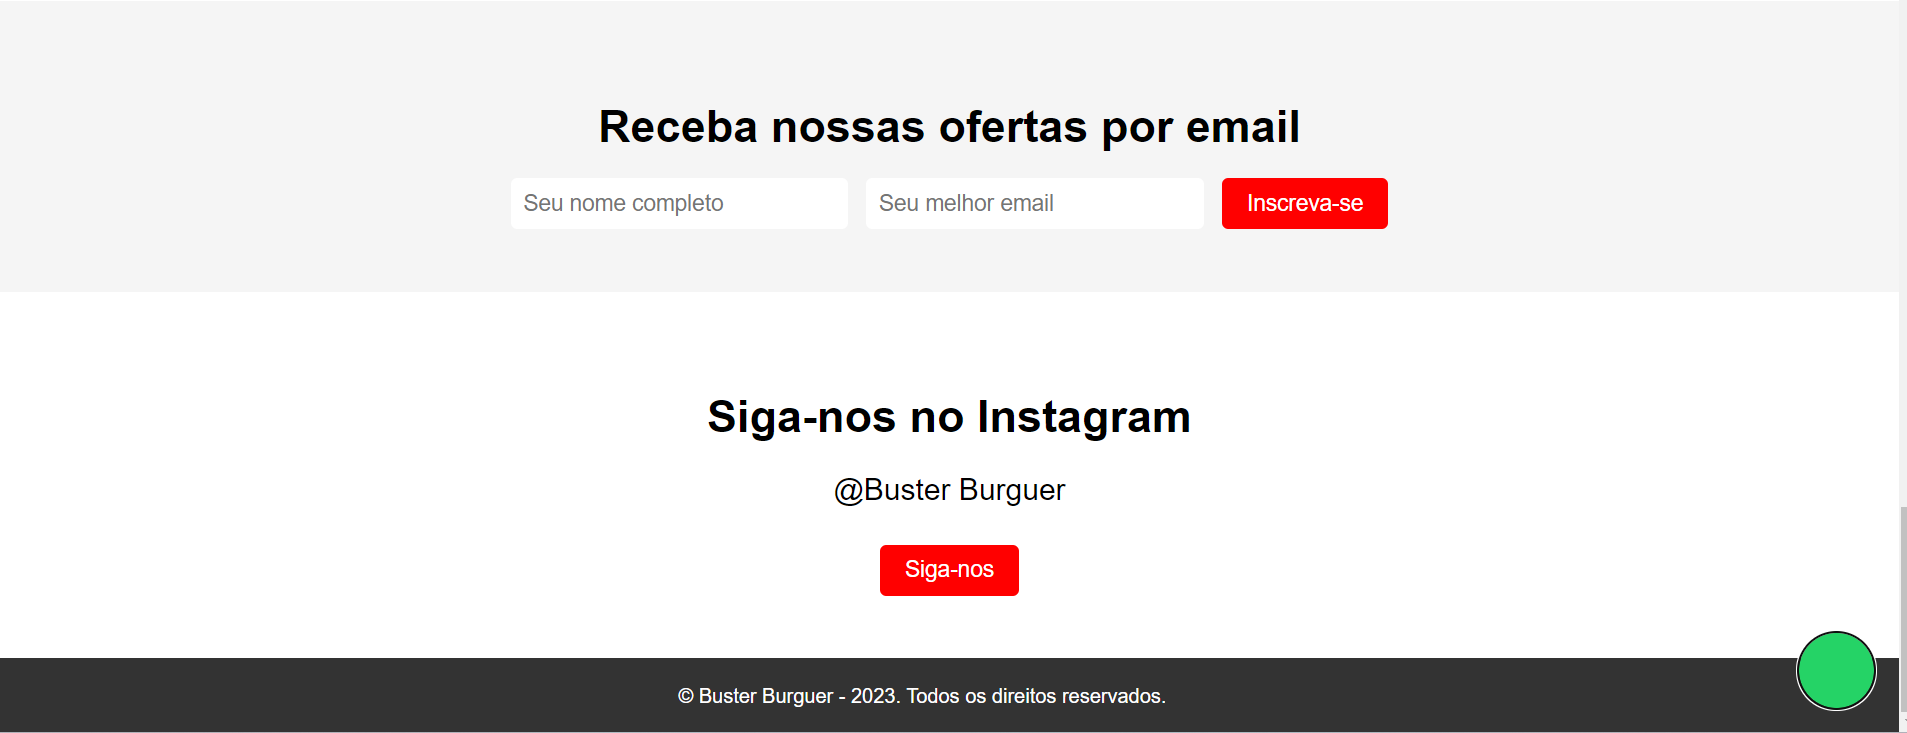 Receba nossas ofertas por email
Seu nome completo Seu melhor email Inscreva-se
Siga-nos no Instagram
@Buster Burguer
Siga-nos
© Buster Burguer - 2023. Todos os direitos reservados.